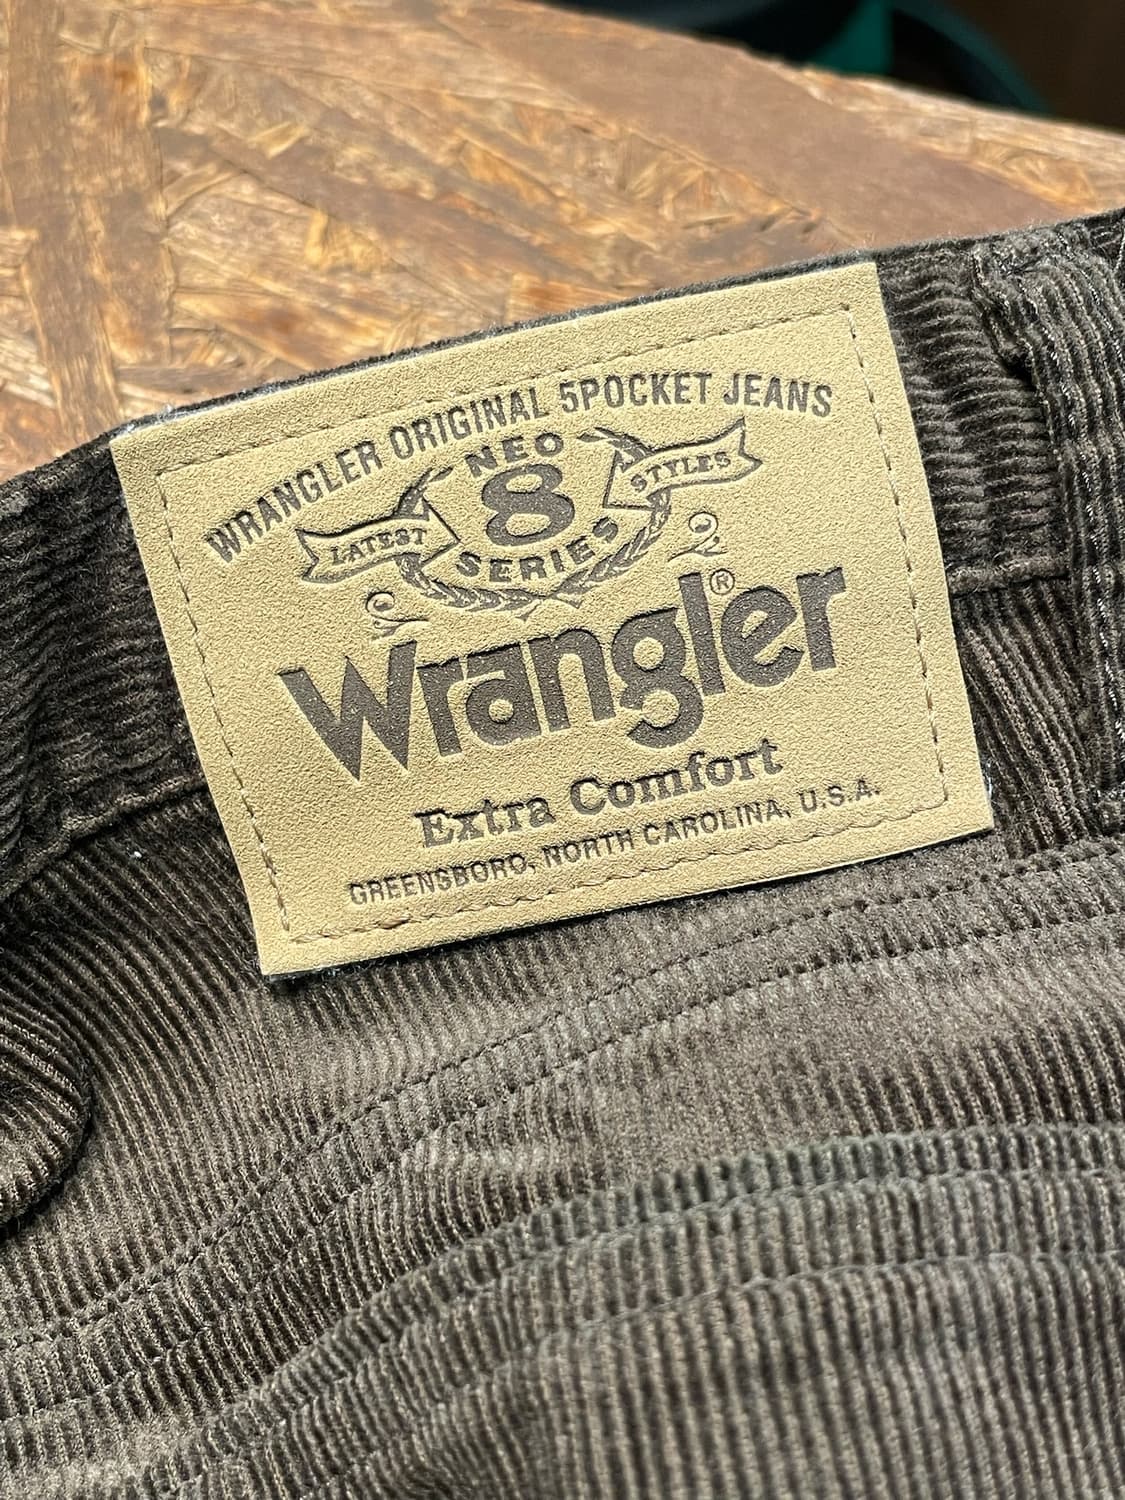 WRANGLER ORIGINAL 5POCKET JEANS
NEO
LATEST 8 STYLES
SERIES
Wrangler®
Extra Comfort
GREENSBORO, NORTH CAROLINA, U.S.A.